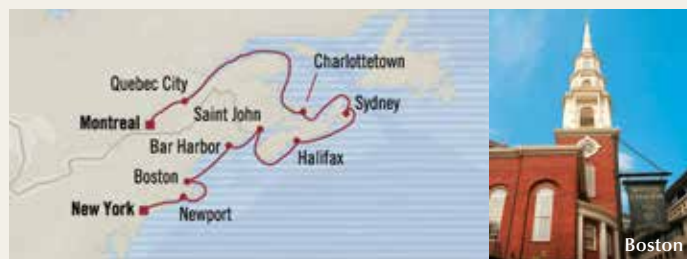 Charlottetown
Quebec City
Saint John
Sydney
Montreal
Bar Harbor
Halifax
Boston
New York
Newport
Boston